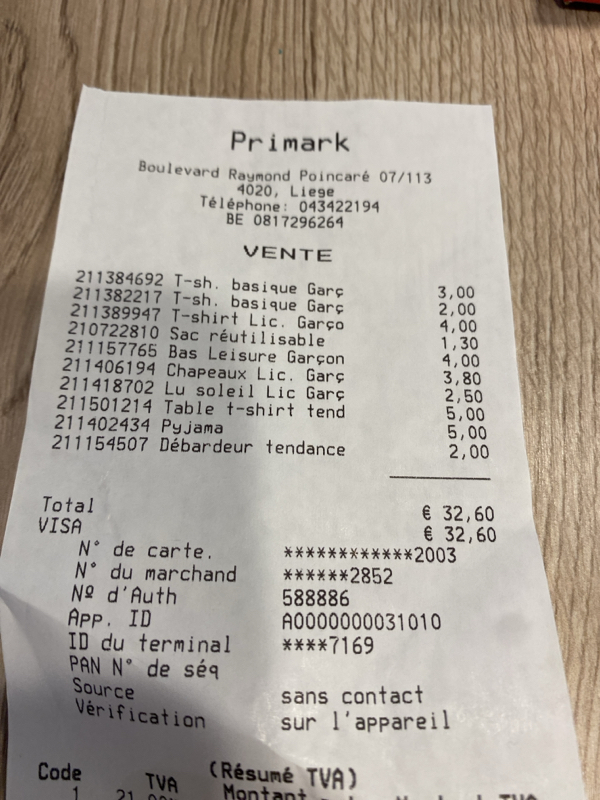 Primark
Boulevard Raymond Poincaré 07/113
4020, Liege
Téléphone: 043422194
BE 0817296264
VENTE
211384692 T-sh. basique Garç 3,00
211382217 T-sh. basique Garç 2,00
211389947 T-shirt Lic. Garço 4,00
210722810 Sac réutilisable 1,30
211157765 Bas Leisure Garçon 4,00
211406194 Chapeaux Lic. Garç 3,80
211418702 Lu soleil Lic Garç 2,50
211501214 Table t-shirt tend 5,00
211402434 Pyjama 5,00
211154507 Débardeur tendance 2,00
Total € 32,60
VISA € 32,60
N° de carte. ************2003
N° du marchand ******2852
Nº d'Auth 588886
App. ID A0000000031010
ID du terminal ****7169
PAN N° de séq
Source sans contact
Vérification sur l'appareil
(Résumé TVA)
Code TVA Montant
1